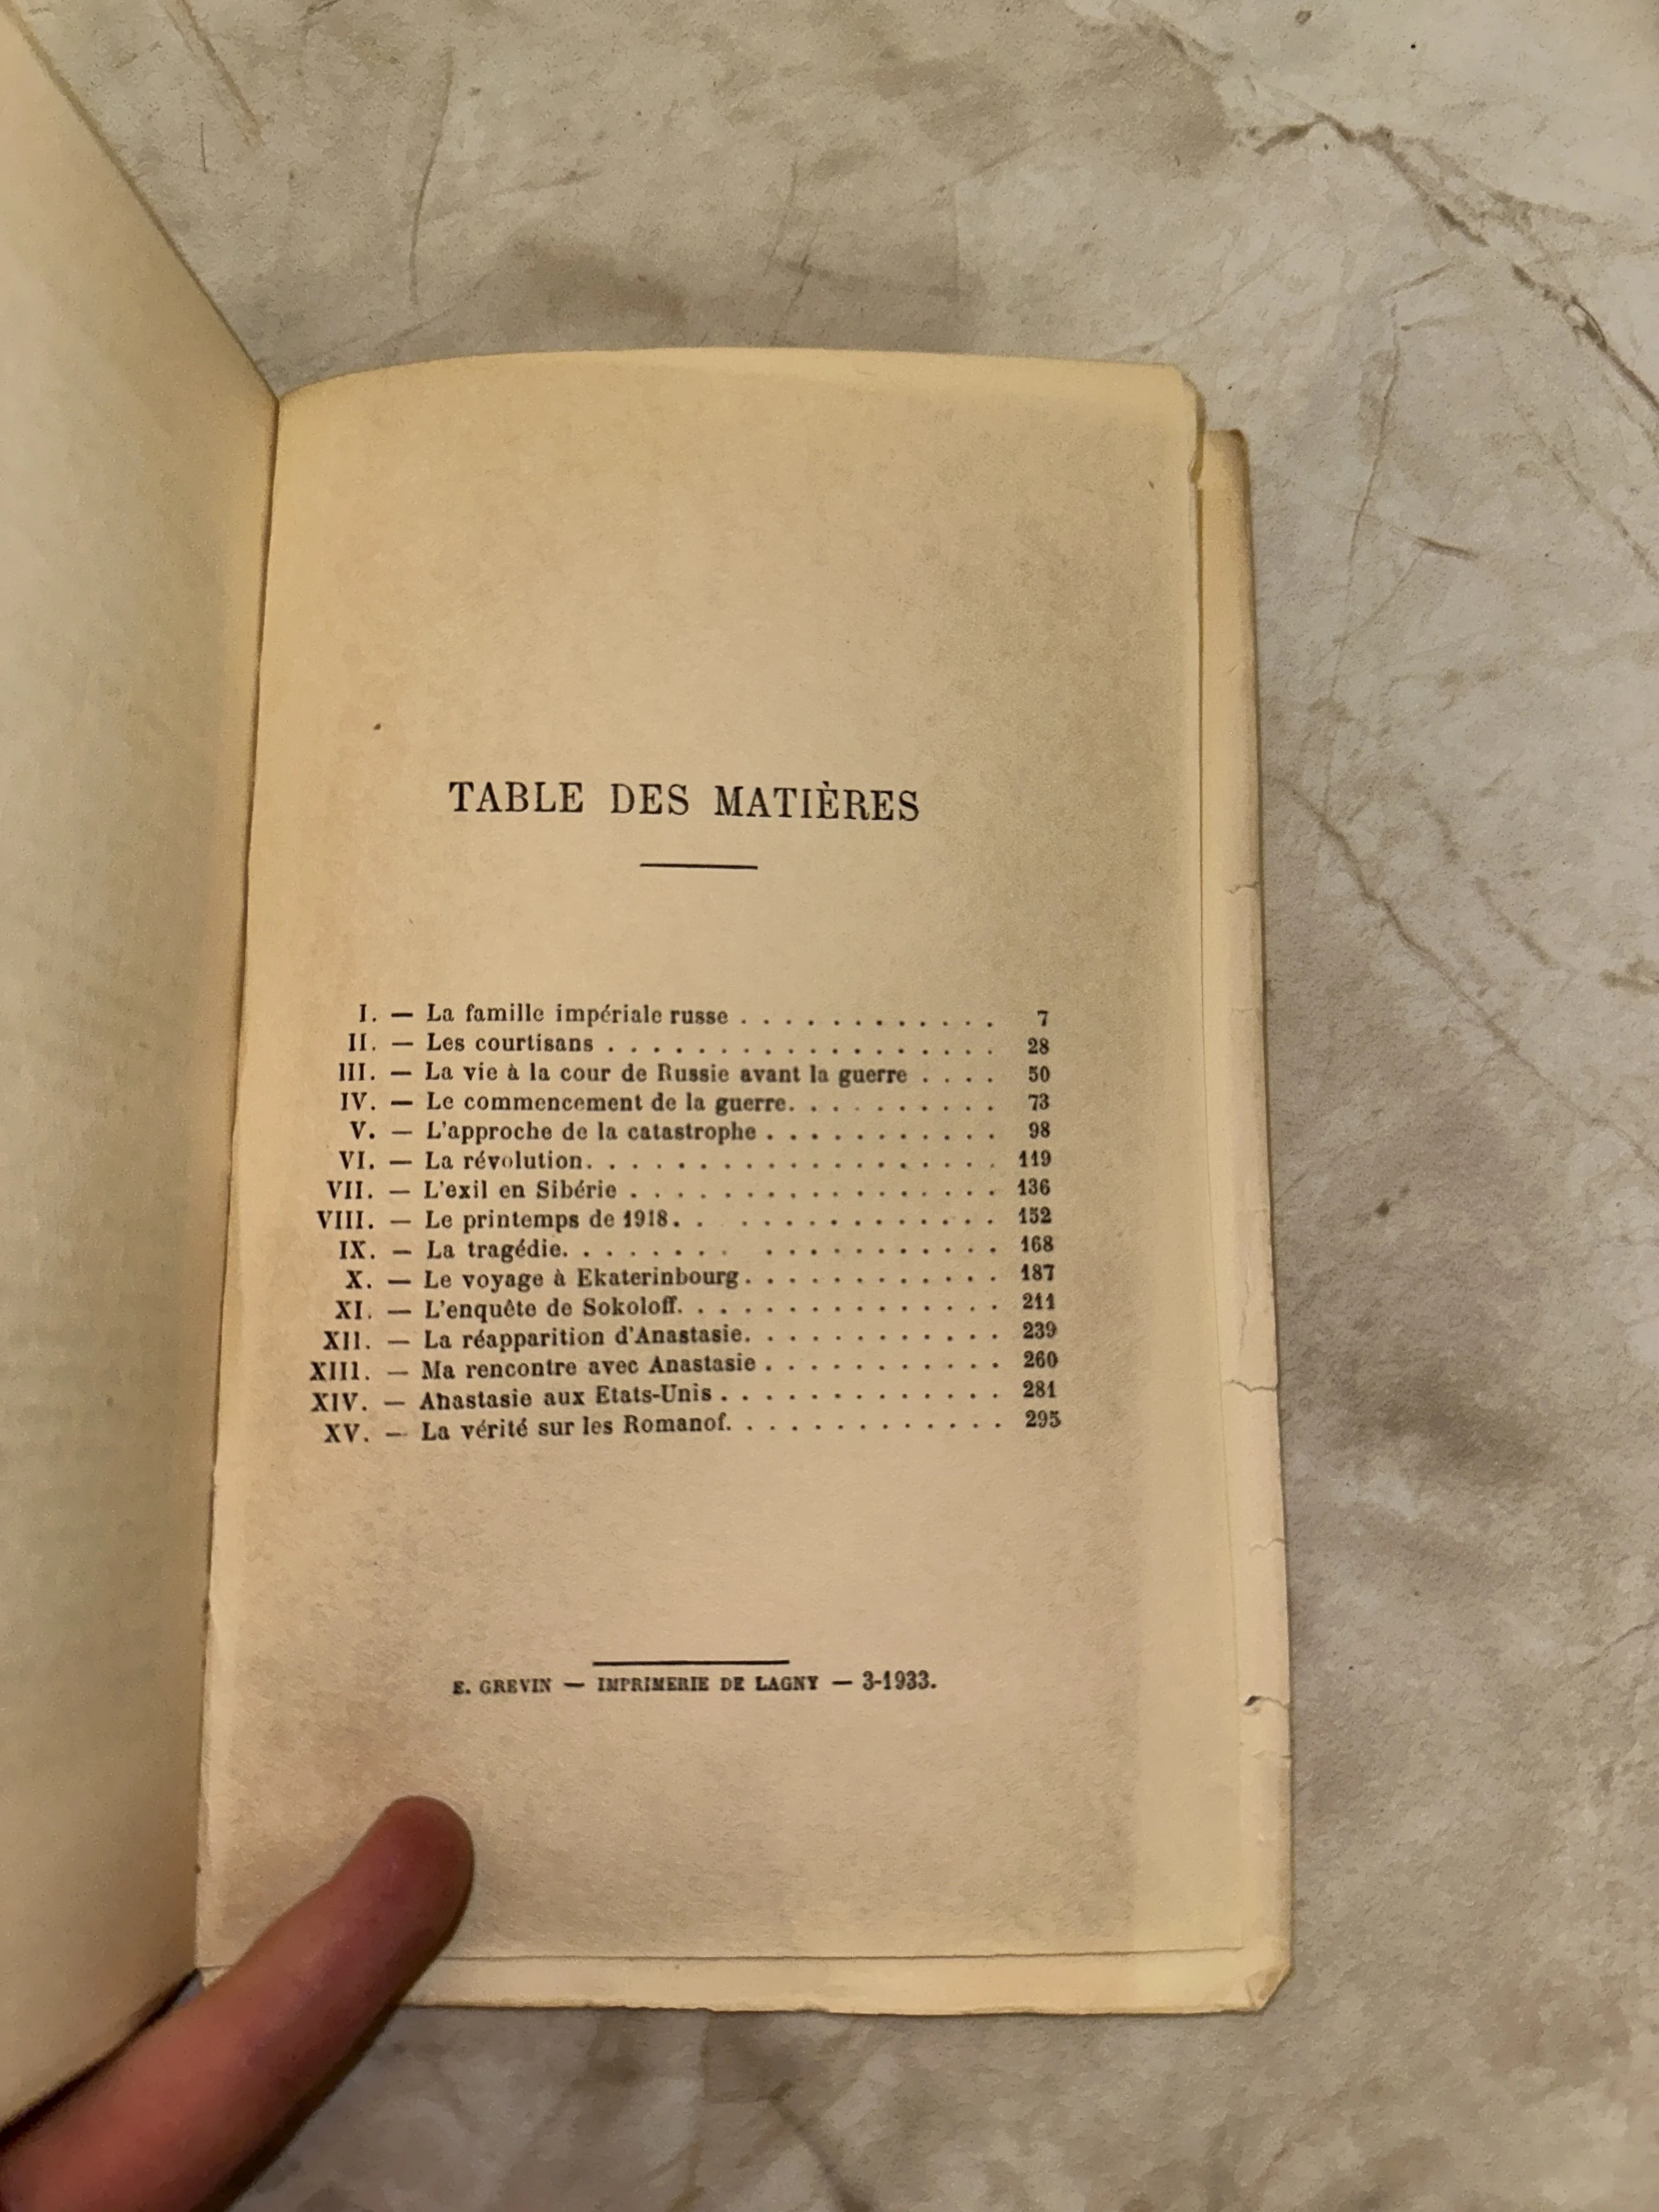 TABLE DES MATIÈRES
I. — La famille impériale russe . . . . . . . . . . . . 7
II. — Les courtisans . . . . . . . . . . . . . . . . . 28
III. — La vie à la cour de Russie avant la guerre . . . . 50
IV. — Le commencement de la guerre. . . . . . . . . . 73
V. — L'approche de la catastrophe . . . . . . . . . . . 98
VI. — La révolution. . . . . . . . . . . . . . . . . . . 119
VII. — L'exil en Sibérie . . . . . . . . . . . . . . . . . 136
VIII. — Le printemps de 1918. . . . . . . . . . . . . . 152
IX. — La tragédie. . . . . . . . . . . . . . . . . . . 168
X. — Le voyage à Ekaterinbourg. . . . . . . . . . . . 187
XI. — L'enquête de Sokoloff. . . . . . . . . . . . . . . 211
XII. — La réapparition d'Anastasie. . . . . . . . . . . . 239
XIII. — Ma rencontre avec Anastasie . . . . . . . . . . . 260
XIV. — Anastasie aux Etats-Unis . . . . . . . . . . . . . 281
XV. — La vérité sur les Romanof. . . . . . . . . . . . . 295
E. GREVIN — IMPRIMERIE DE LAGNY — 3-1933.